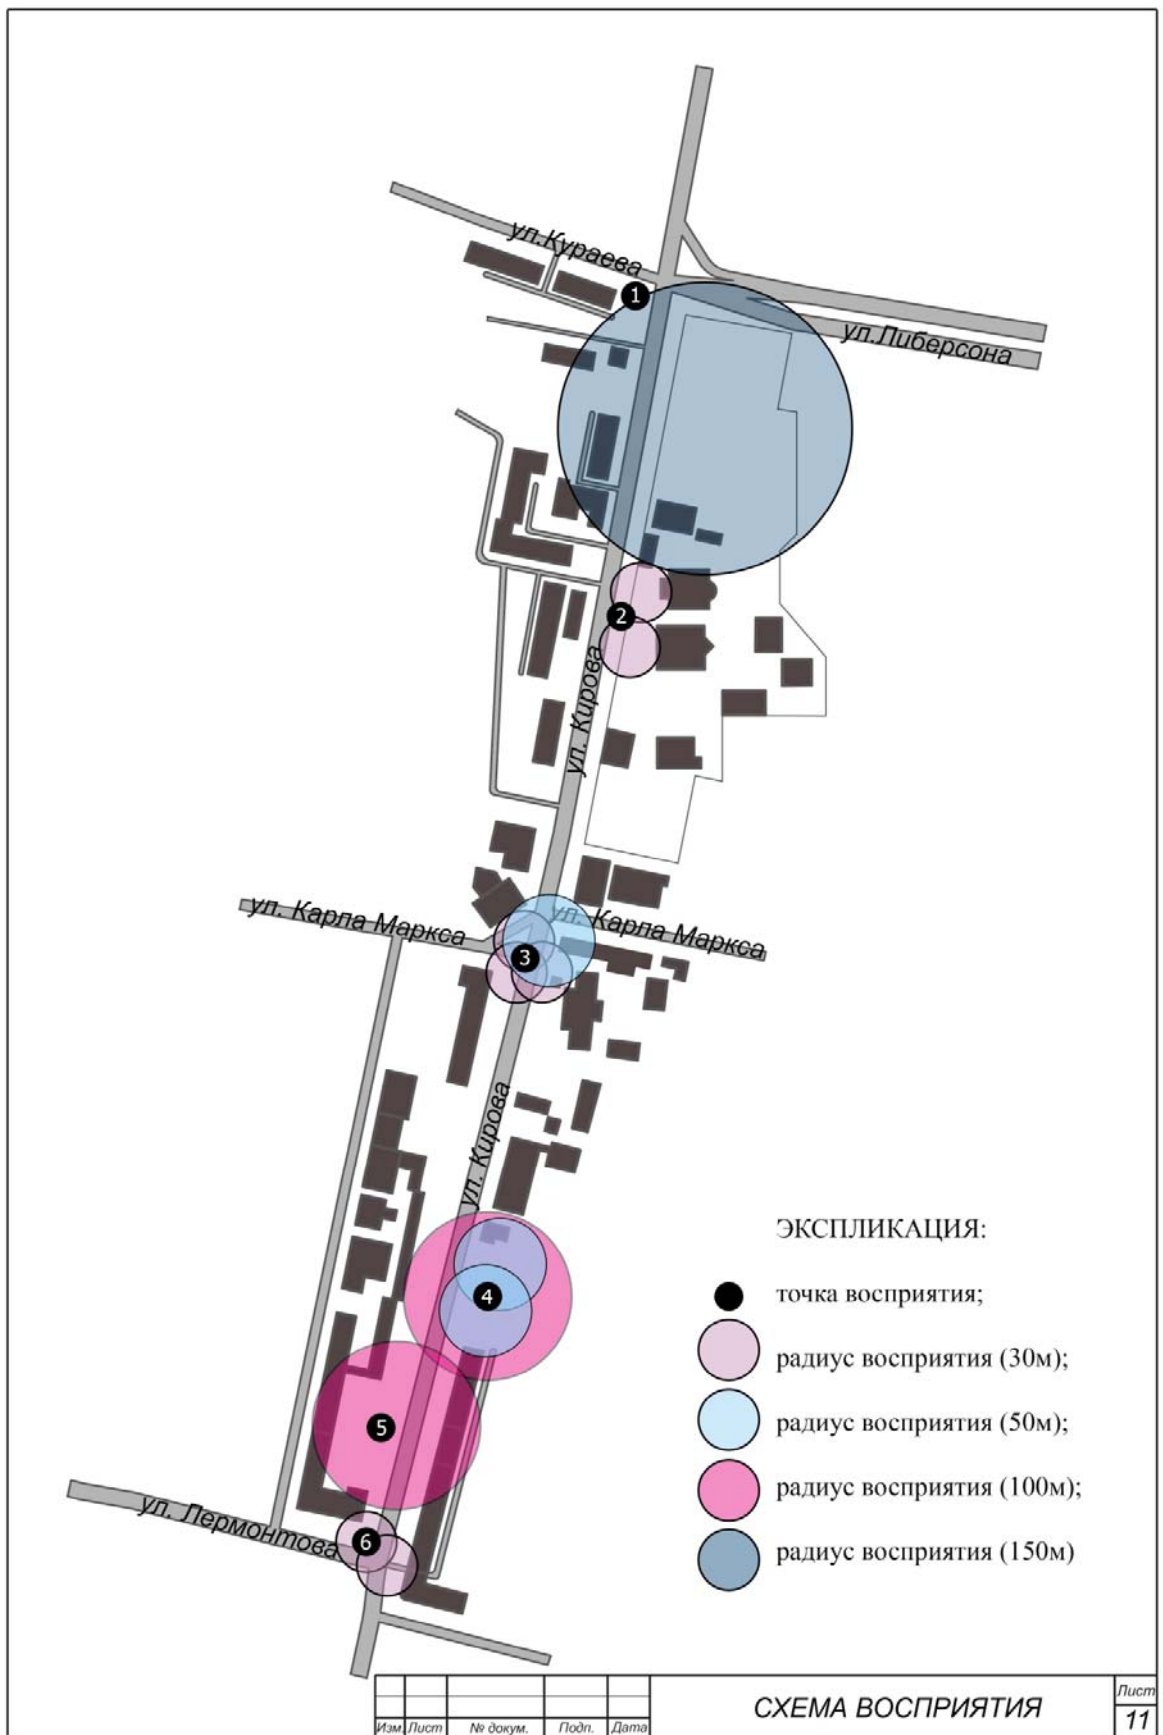 ул.Кураева
1
ул.Либерсона
2
ул. Кирова
ул. Карла Маркса
ул. Карла Маркса
3
ул. Кирова
4
5
ул. Лермонтова
6
ЭКСПЛИКАЦИЯ:
точка восприятия;
радиус восприятия (30м);
радиус восприятия (50м);
радиус восприятия (100м);
радиус восприятия (150м)
СХЕМА ВОСПРИЯТИЯ
Лист
11
Изм. Лист № докум. Подп. Дата